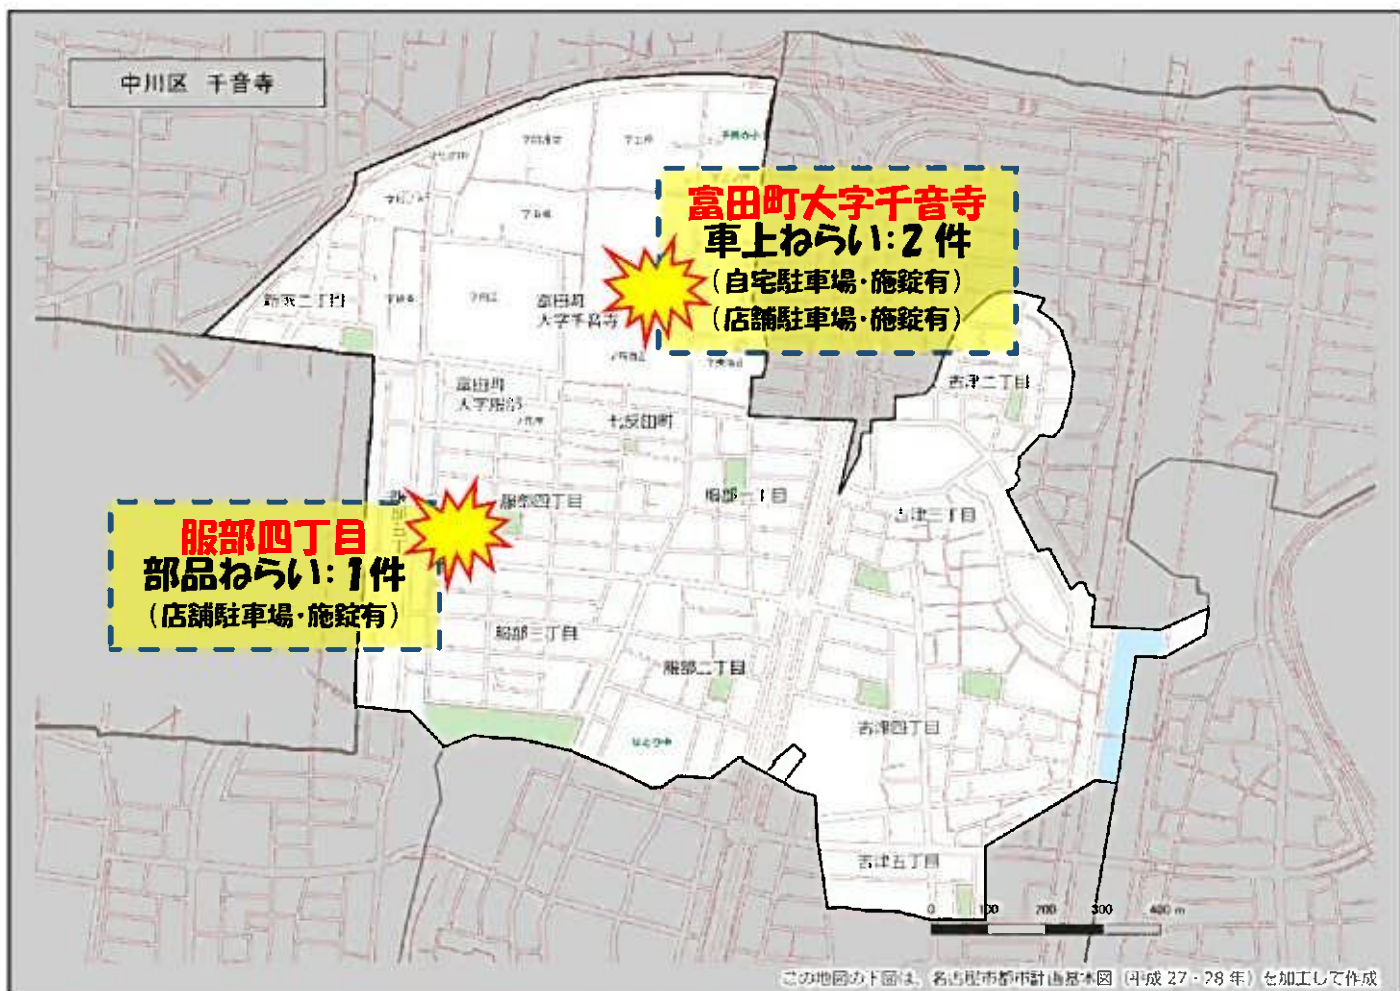 中川区 千音寺
富田町大字千音寺
車上ねらい:2件
(自宅駐車場・施錠有)
(店舗駐車場・施錠有)
新家二丁目
富田町
大字千音寺
吉津二丁目
富田町
大字服部
七反田町
服部四丁目
服部一丁目
吉津三丁目
服部四丁目
部品ねらい:1件
(店舗駐車場・施錠有)
服部三丁目
服部二丁目
吉津四丁目
はとり中
吉津五丁目
0 100 200 300 400 m
この地図の下図は、名古屋市都市計画基本図(平成27・28年)を加工して作成